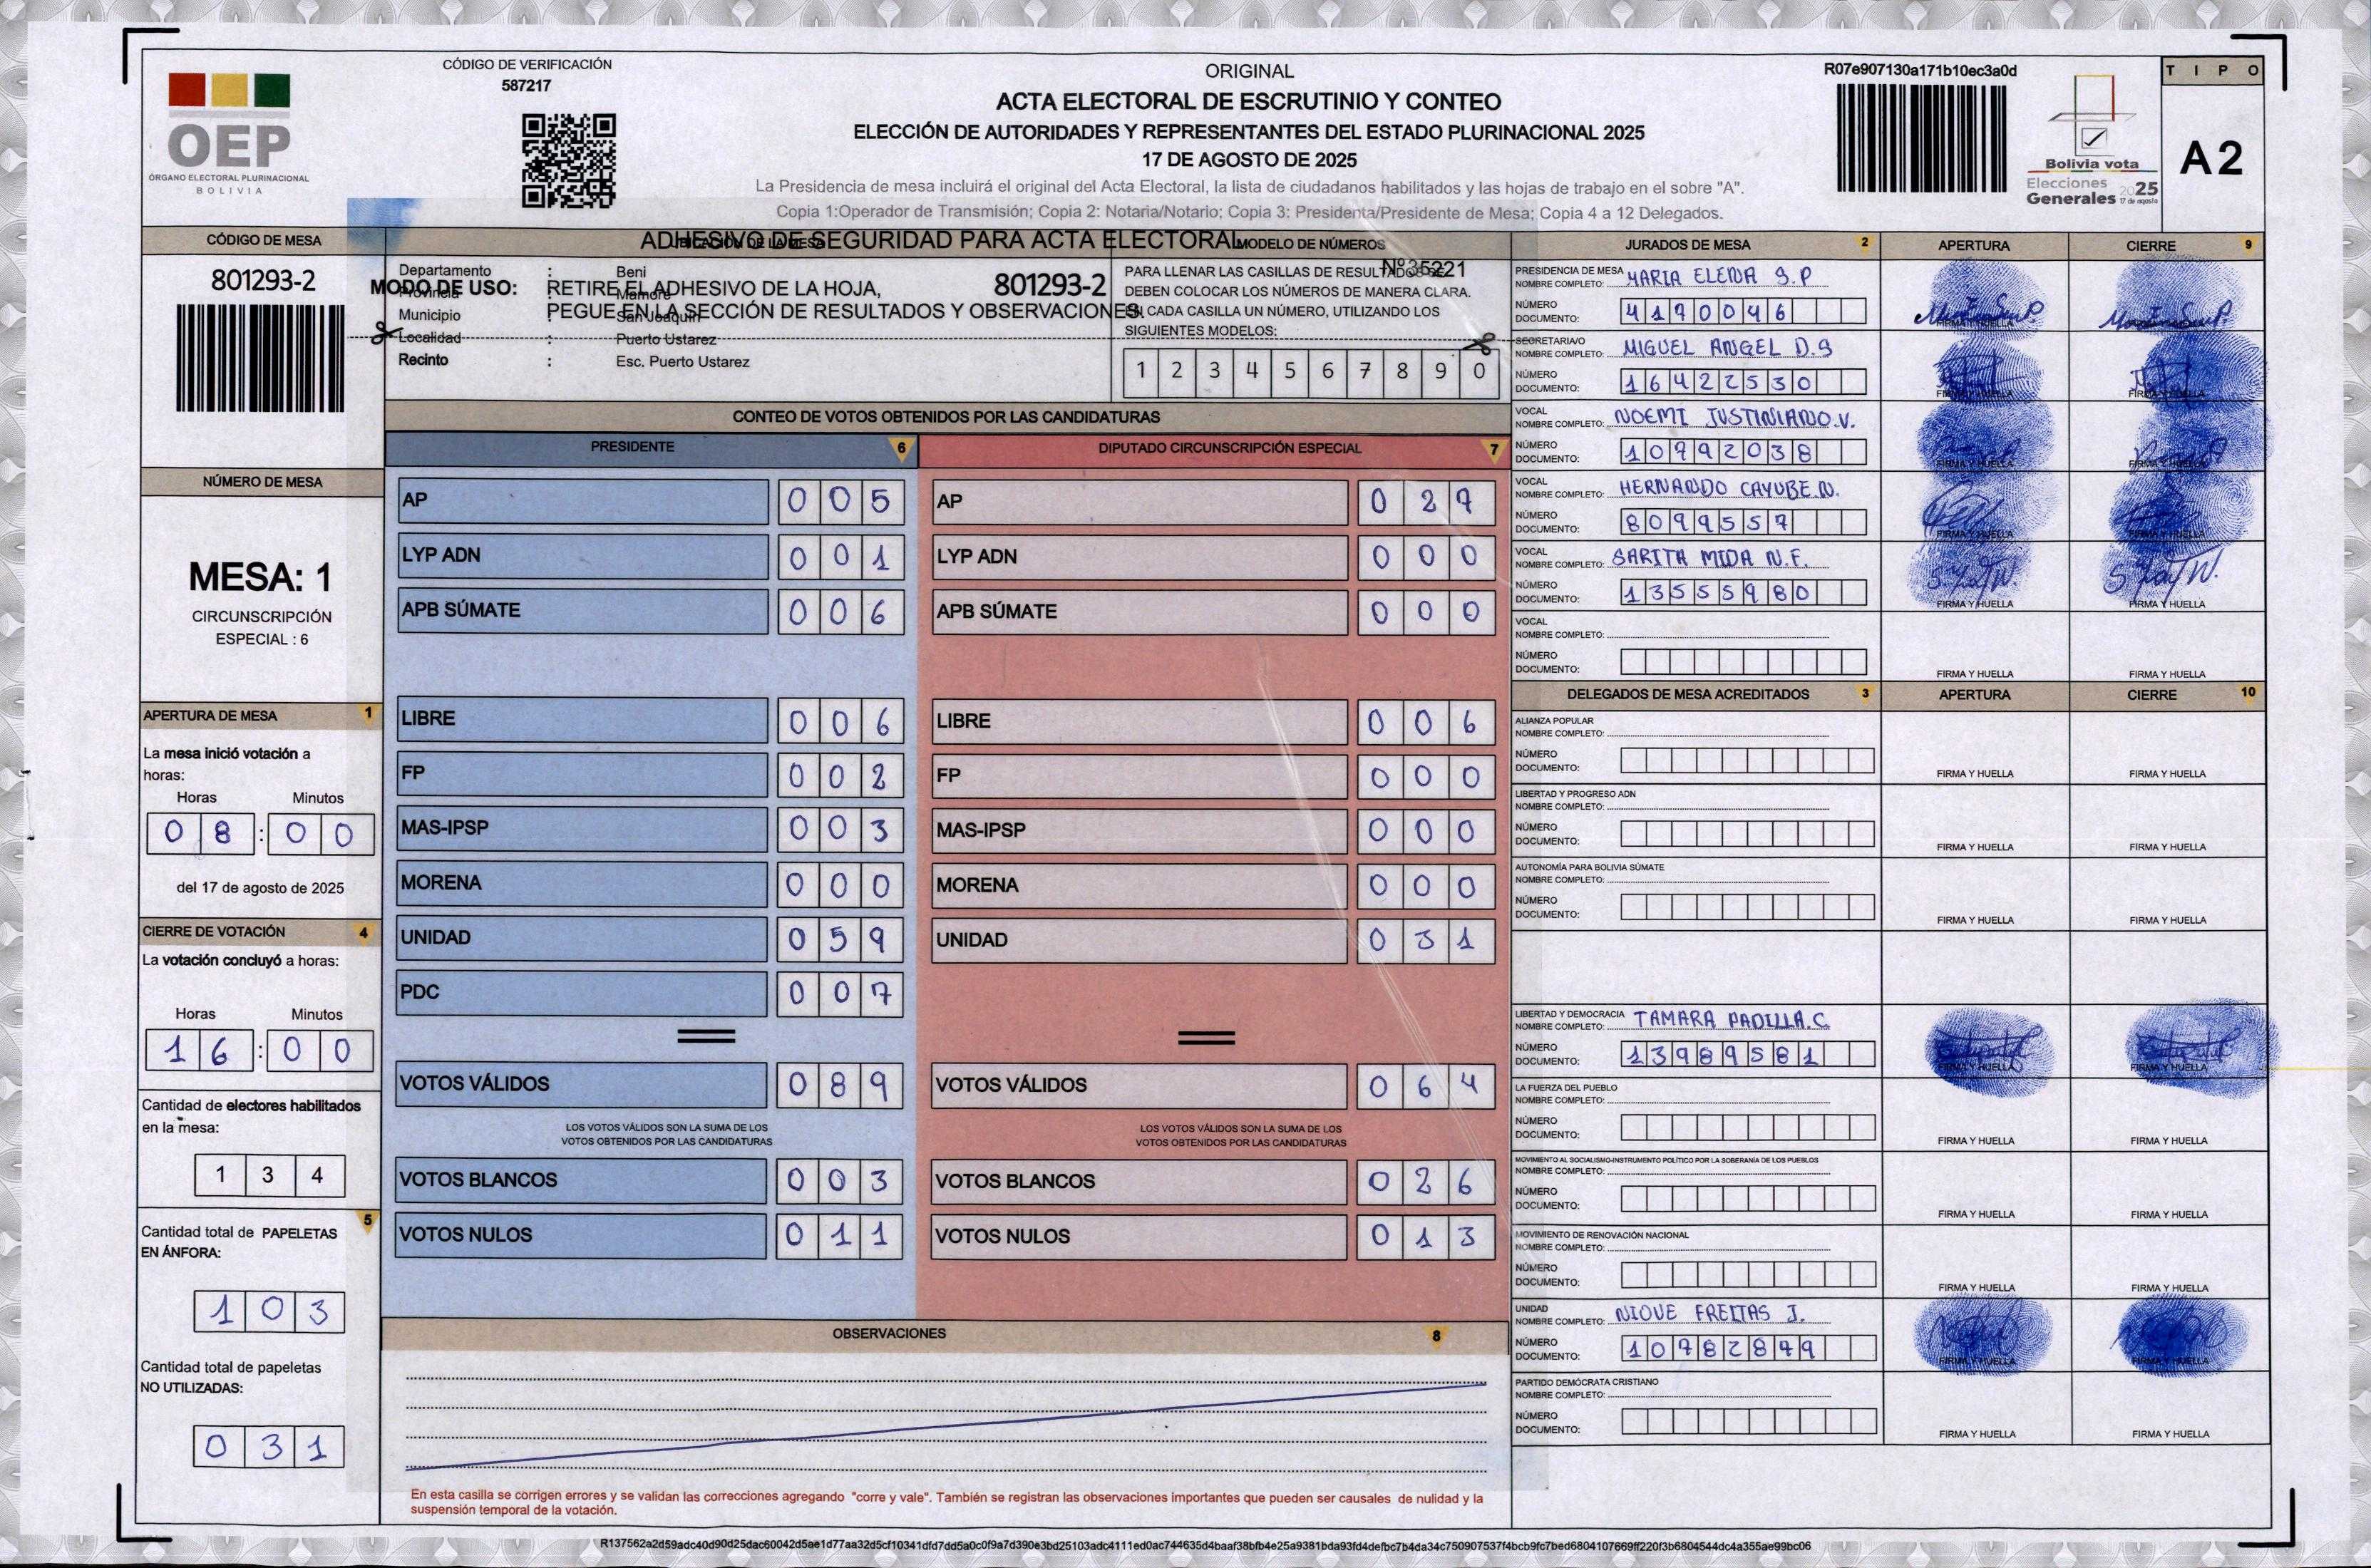 CÓDIGO DE VERIFICACIÓN
587217
OEP
ÓRGANO ELECTORAL PLURINACIONAL
BOLIVIA
ORIGINAL
ACTA ELECTORAL DE ESCRUTINIO Y CONTEO
ELECCIÓN DE AUTORIDADES Y REPRESENTANTES DEL ESTADO PLURINACIONAL 2025
17 DE AGOSTO DE 2025
La Presidencia de mesa incluirá el original del Acta Electoral, la lista de ciudadanos habilitados y las hojas de trabajo en el sobre "A".
Copia 1:Operador de Transmisión; Copia 2: Notaria/Notario; Copia 3: Presidenta/Presidente de Mesa; Copia 4 a 12 Delegados.
R07e907130a171b10ec3a0d
Bolivia vota
Elecciones
Generales 2025
17 de agosto
TIPO
A2
CÓDIGO DE MESA
801293-2
NÚMERO DE MESA
MESA: 1
CIRCUNSCRIPCIÓN
ESPECIAL : 6
APERTURA DE MESA 1
La mesa inició votación a
horas:
Horas Minutos
08:00
del 17 de agosto de 2025
CIERRE DE VOTACIÓN 4
La votación concluyó a horas:
Horas Minutos
16:00
Cantidad de electores habilitados
en la mesa:
134
5
Cantidad total de PAPELETAS
EN ÁNFORA:
103
Cantidad total de papeletas
NO UTILIZADAS:
031
UBICACIÓN DE LA MESA
ADHESIVO DE SEGURIDAD PARA ACTA ELECTORAL
Nº 35221
MODO DE USO: RETIRE EL ADHESIVO DE LA HOJA,
PEGUE EN LA SECCIÓN DE RESULTADOS Y OBSERVACIONES.
801293-2
Departamento : Beni
Provincia : Mamoré
Municipio : San Joaquín
Localidad : Puerto Ustarez
Recinto : Esc. Puerto Ustarez
MODELO DE NÚMEROS
PARA LLENAR LAS CASILLAS DE RESULTADOS SE
DEBEN COLOCAR LOS NÚMEROS DE MANERA CLARA.
EN CADA CASILLA UN NÚMERO, UTILIZANDO LOS
SIGUIENTES MODELOS:
1 2 3 4 5 6 7 8 9 0
CONTEO DE VOTOS OBTENIDOS POR LAS CANDIDATURAS
PRESIDENTE 6
AP 005
LYP ADN 001
APB SÚMATE 006
LIBRE 006
FP 002
MAS-IPSP 003
MORENA 000
UNIDAD 059
PDC 007
VOTOS VÁLIDOS 089
LOS VOTOS VÁLIDOS SON LA SUMA DE LOS
VOTOS OBTENIDOS POR LAS CANDIDATURAS
VOTOS BLANCOS 003
VOTOS NULOS 011
DIPUTADO CIRCUNSCRIPCIÓN ESPECIAL 7
AP 027
LYP ADN 000
APB SÚMATE 000
LIBRE 006
FP 000
MAS-IPSP 000
MORENA 000
UNIDAD 031
VOTOS VÁLIDOS 064
LOS VOTOS VÁLIDOS SON LA SUMA DE LOS
VOTOS OBTENIDOS POR LAS CANDIDATURAS
VOTOS BLANCOS 026
VOTOS NULOS 013
OBSERVACIONES 8
En esta casilla se corrigen errores y se validan las correcciones agregando "corre y vale". También se registran las observaciones importantes que pueden ser causales de nulidad y la
suspensión temporal de la votación.
JURADOS DE MESA 2 APERTURA CIERRE 9
PRESIDENCIA DE MESA
NOMBRE COMPLETO: MARIA ELENA S.P
NÚMERO
DOCUMENTO: 4170046
FIRMA Y HUELLA FIRMA Y HUELLA
SECRETARIA/O
NOMBRE COMPLETO: MIGUEL ANGEL D.S
NÚMERO
DOCUMENTO: 16422530
FIRMA Y HUELLA FIRMA Y HUELLA
VOCAL
NOMBRE COMPLETO: NOEMI JUSTINIANO.V.
NÚMERO
DOCUMENTO: 10792038
FIRMA Y HUELLA FIRMA Y HUELLA
VOCAL
NOMBRE COMPLETO: HERNANDO CAYUBE.N.
NÚMERO
DOCUMENTO: 8099557
FIRMA Y HUELLA FIRMA Y HUELLA
VOCAL
NOMBRE COMPLETO: SARITA MIDA N.F.
NÚMERO
DOCUMENTO: 13555980
FIRMA Y HUELLA FIRMA Y HUELLA
VOCAL
NOMBRE COMPLETO:
NÚMERO
DOCUMENTO:
FIRMA Y HUELLA FIRMA Y HUELLA
DELEGADOS DE MESA ACREDITADOS 3 APERTURA CIERRE 10
ALIANZA POPULAR
NOMBRE COMPLETO:
NÚMERO
DOCUMENTO:
FIRMA Y HUELLA FIRMA Y HUELLA
LIBERTAD Y PROGRESO ADN
NOMBRE COMPLETO:
NÚMERO
DOCUMENTO:
FIRMA Y HUELLA FIRMA Y HUELLA
AUTONOMÍA PARA BOLIVIA SÚMATE
NOMBRE COMPLETO:
NÚMERO
DOCUMENTO:
FIRMA Y HUELLA FIRMA Y HUELLA
LIBERTAD Y DEMOCRACIA
NOMBRE COMPLETO: TAMARA PADILLA.C
NÚMERO
DOCUMENTO: 13989581
FIRMA Y HUELLA FIRMA Y HUELLA
LA FUERZA DEL PUEBLO
NOMBRE COMPLETO:
NÚMERO
DOCUMENTO:
FIRMA Y HUELLA FIRMA Y HUELLA
MOVIMIENTO AL SOCIALISMO-INSTRUMENTO POLÍTICO POR LA SOBERANÍA DE LOS PUEBLOS
NOMBRE COMPLETO:
NÚMERO
DOCUMENTO:
FIRMA Y HUELLA FIRMA Y HUELLA
MOVIMIENTO DE RENOVACIÓN NACIONAL
NOMBRE COMPLETO:
NÚMERO
DOCUMENTO:
FIRMA Y HUELLA FIRMA Y HUELLA
UNIDAD
NOMBRE COMPLETO: NIOVE FREITAS J.
NÚMERO
DOCUMENTO: 10782879
FIRMA Y HUELLA FIRMA Y HUELLA
PARTIDO DEMÓCRATA CRISTIANO
NOMBRE COMPLETO:
NÚMERO
DOCUMENTO:
FIRMA Y HUELLA FIRMA Y HUELLA